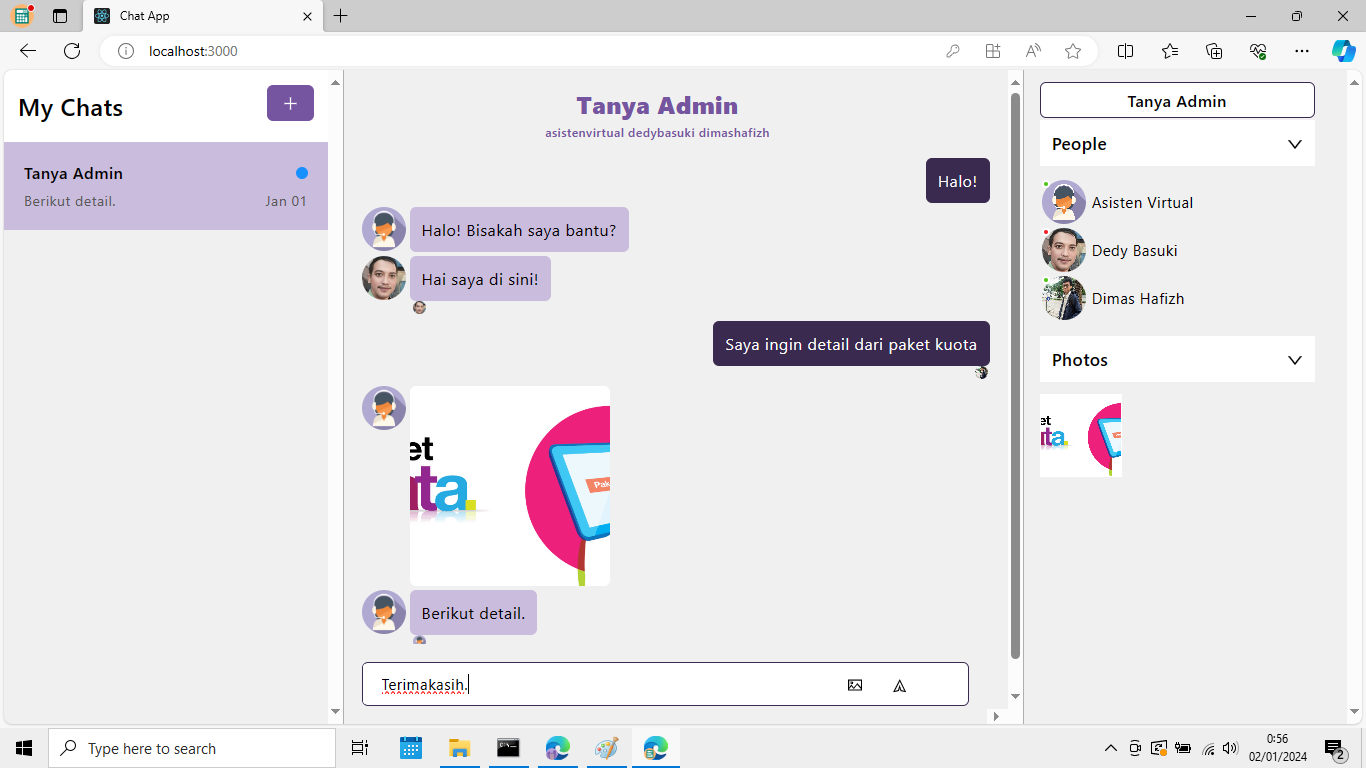 Chat App
localhost:3000
My Chats
+
Tanya Admin
Berikut detail.
Jan 01
Tanya Admin
asistenvirtual dedybasuki dimashafizh
Halo!
Halo! Bisakah saya bantu?
Hai saya di sini!
Saya ingin detail dari paket kuota
et
ta.
Pak
Berikut detail.
Terimakasih.
Tanya Admin
People
Asisten Virtual
Dedy Basuki
Dimas Hafizh
Photos
et
ta.
Type here to search
0:56
02/01/2024
2